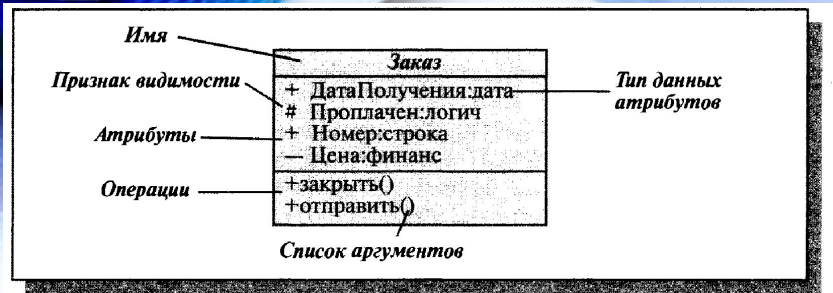 Имя
Заказ
Признак видимости
+ ДатаПолучения:дата
Тип данных
атрибутов
# Проплачен:логич
Атрибуты
+ Номер:строка
— Цена:финанс
Операции
+закрыть()
+отправить()
Список аргументов